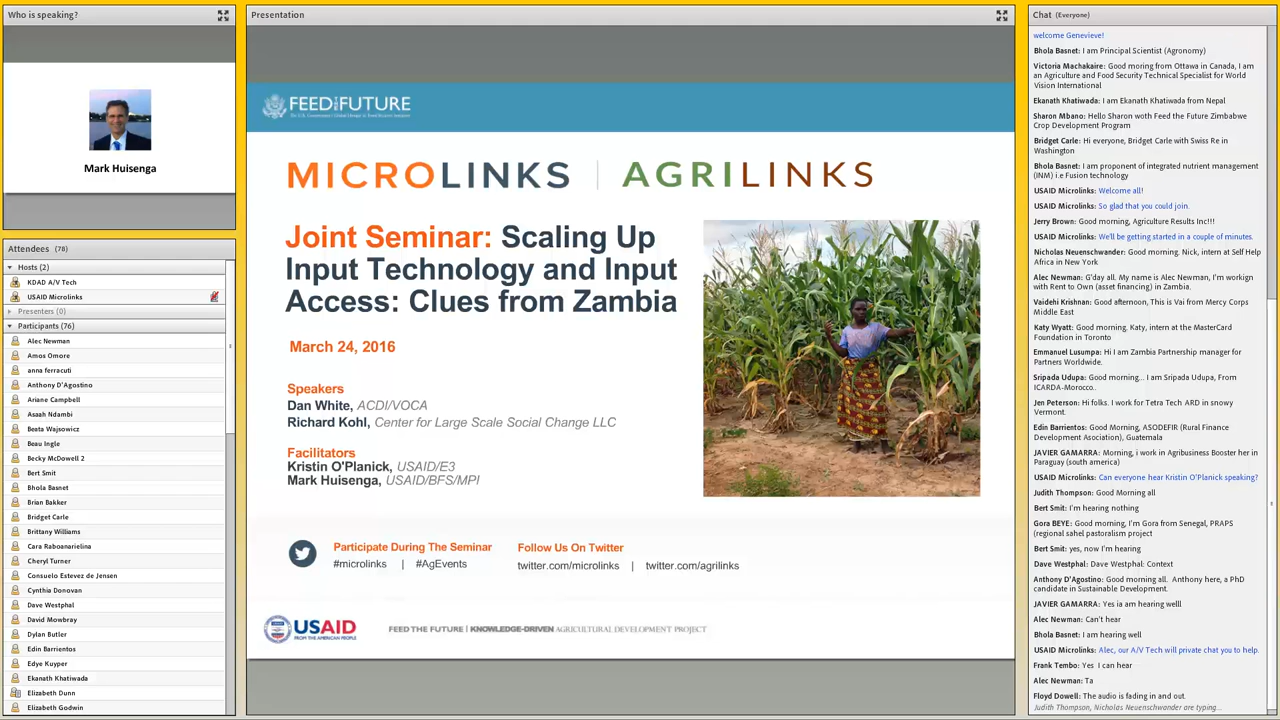 Who is speaking?
Mark Huisenga
Attendees (78)
Hosts (2)
KDAD A/V Tech
USAID Microlinks
Presenters (0)
Participants (76)
Alec Newman
Amos Omore
anna ferracuti
Anthony D'Agostino
Ariane Campbell
Asaah Ndambi
Beata Wajsowicz
Beau Ingle
Becky McDowell 2
Bert Smit
Bhola Basnet
Brian Bakker
Bridget Carle
Brittany Williams
Cara Raboanarielina
Cheryl Turner
Consuelo Estevez de Jensen
Cynthia Donovan
Dave Westphal
David Mowbray
Dylan Butler
Edin Barrientos
Edye Kuyper
Ekanath Khatiwada
Elizabeth Dunn
Elizabeth Godwin
Presentation
FEED THE FUTURE
The U.S. Government's Global Hunger & Food Security Initiative
MICROLINKS | AGRILINKS
Joint Seminar: Scaling Up
Input Technology and Input
Access: Clues from Zambia
March 24, 2016
Speakers
Dan White, ACDI/VOCA
Richard Kohl, Center for Large Scale Social Change LLC
Facilitators
Kristin O'Planick, USAID/E3
Mark Huisenga, USAID/BFS/MPI
Participate During The Seminar
#microlinks | #AgEvents
Follow Us On Twitter
twitter.com/microlinks | twitter.com/agrilinks
USAID
FROM THE AMERICAN PEOPLE
FEED THE FUTURE | KNOWLEDGE-DRIVEN AGRICULTURAL DEVELOPMENT PROJECT
Chat (Everyone)
welcome Genevieve!
Bhola Basnet: I am Principal Scientist (Agronomy)
Victoria Machakaire: Good moring from Ottawa in Canada, I am
an Agriculture and Food Security Technical Specialist for World
Vision International
Ekanath Khatiwada: I am Ekanath Khatiwada from Nepal
Sharon Mbano: Hello Sharon woth Feed the Future Zimbabwe
Crop Development Program
Bridget Carle: Hi everyone, Bridget Carle with Swiss Re in
Washington
Bhola Basnet: I am proponent of integrated nutrient management
(INM) i.e Fusion technology
USAID Microlinks: Welcome all!
USAID Microlinks: So glad that you could join.
Jerry Brown: Good morning, Agriculture Results Inc!!!
USAID Microlinks: We'll be getting started in a couple of minutes.
Nicholas Neuenschwander: Good morning. Nick, intern at Self Help
Africa in New York
Alec Newman: G'day all. My name is Alec Newman, I'm workign
with Rent to Own (asset financing) in Zambia.
Vaidehi Krishnan: Good afternoon, This is Vai from Mercy Corps
Middle East
Katy Wyatt: Good morning. Katy, intern at the MasterCard
Foundation in Toronto
Emmanuel Lusumpa: Hi I am Zambia Partnership manager for
Partners Worldwide.
Sripada Udupa: Good morning... I am Sripada Udupa, From
ICARDA-Morocco..
Jen Peterson: Hi folks. I work for Tetra Tech ARD in snowy
Vermont.
Edin Barrientos: Good Morning, ASODEFIR (Rural Finance
Development Asociation), Guatemala
JAVIER GAMARRA: Morning, i work in Agribusiness Booster her in
Paraguay (south america)
USAID Microlinks: Can everyone hear Kristin O'Planick speaking?
Judith Thompson: Good Morning all
Bert Smit: I'm hearing nothing
Gora BEYE: Good morning, I'm Gora from Senegal, PRAPS
(regional sahel pastoralism project
Bert Smit: yes, now I'm hearing
Dave Westphal: Dave Westphal: Context
Anthony D'Agostino: Good morning all. Anthony here, a PhD
candidate in Sustainable Development.
JAVIER GAMARRA: Yes ia am hearing welll
Alec Newman: Can't hear
Bhola Basnet: I am hearing well
USAID Microlinks: Alec, our A/V Tech will private chat you to help.
Frank Tembo: Yes I can hear
Alec Newman: Ta
Floyd Dowell: The audio is fading in and out.
Judith Thompson, Nicholas Neuenschwander are typing...